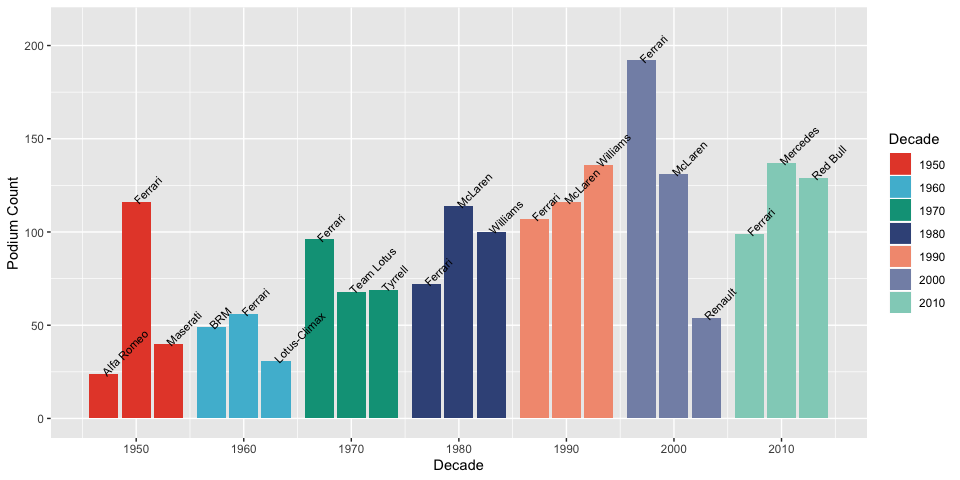 200
150
100
50
0
Podium Count
Alfa Romeo
Ferrari
Maserati
BRM
Ferrari
Lotus-Climax
Ferrari
Team Lotus
Tyrrell
Ferrari
McLaren
Williams
Ferrari
McLaren
Williams
Ferrari
McLaren
Renault
Ferrari
Mercedes
Red Bull
1950 1960 1970 1980 1990 2000 2010
Decade
Decade
1950
1960
1970
1980
1990
2000
2010